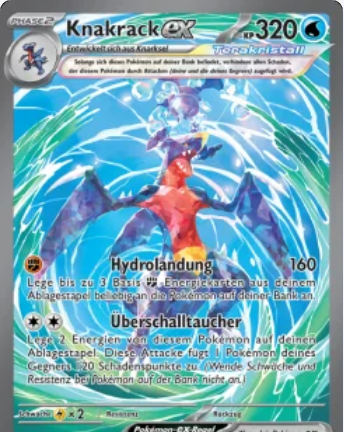 PHASE 2
Knakrack ex KP 320
Entwickelt sich aus Knarksel
Terakristall
Solange sich dieses Pokémon auf deiner Bank befindet, verhindere allen Schaden,
der diesem Pokémon durch Attacken (deine und die deines Gegners) zugefügt wird.
Hydrolandung 160
Lege bis zu 3 Basis Energiekarten aus deinem
Ablagestapel beliebig an die Pokémon auf deiner Bank an.
Überschalltaucher
Lege 2 Energien von diesem Pokémon auf deinen
Ablagestapel. Diese Attacke fügt 1 Pokémon deines
Gegners 120 Schadenspunkte zu. (Wende Schwäche und
Resistenz bei Pokémon auf der Bank nicht an.)
Schwäche ×2 Resistenz Rückzug
Pokémon-ex-Regel